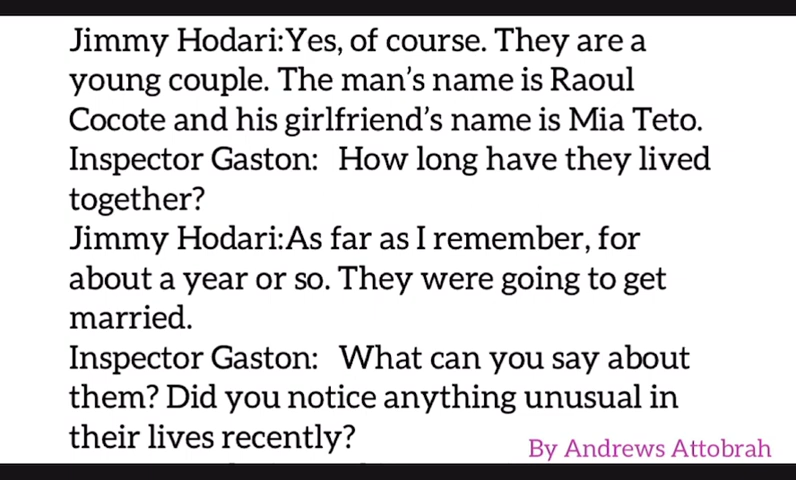 Jimmy Hodari:Yes, of course. They are a
young couple. The man's name is Raoul
Cocote and his girlfriend's name is Mia Teto.
Inspector Gaston: How long have they lived
together?
Jimmy Hodari:As far as I remember, for
about a year or so. They were going to get
married.
Inspector Gaston: What can you say about
them? Did you notice anything unusual in
their lives recently?
By Andrews Attobrah